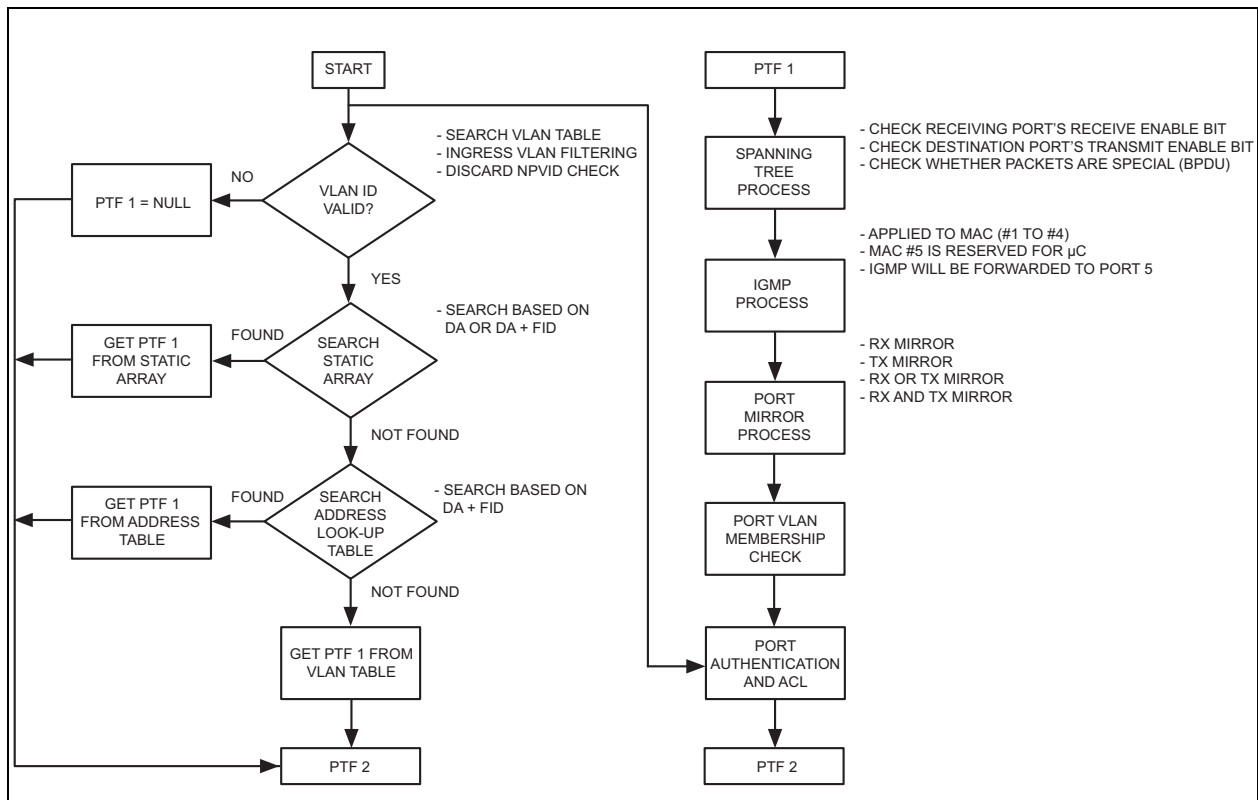 START
- SEARCH VLAN TABLE
- INGRESS VLAN FILTERING
- DISCARD NPVID CHECK
VLAN ID
VALID?
NO
PTF 1 = NULL
YES
- SEARCH BASED ON
DA OR DA + FID
SEARCH
STATIC
ARRAY
FOUND
GET PTF 1
FROM STATIC
ARRAY
NOT FOUND
- SEARCH BASED ON
DA + FID
SEARCH
ADDRESS
LOOK-UP
TABLE
FOUND
GET PTF 1
FROM ADDRESS
TABLE
NOT FOUND
GET PTF 1 FROM
VLAN TABLE
PTF 2
PTF 1
- CHECK RECEIVING PORT'S RECEIVE ENABLE BIT
- CHECK DESTINATION PORT'S TRANSMIT ENABLE BIT
- CHECK WHETHER PACKETS ARE SPECIAL (BPDU)
SPANNING
TREE
PROCESS
- APPLIED TO MAC (#1 TO #4)
- MAC #5 IS RESERVED FOR µC
- IGMP WILL BE FORWARDED TO PORT 5
IGMP
PROCESS
- RX MIRROR
- TX MIRROR
- RX OR TX MIRROR
- RX AND TX MIRROR
PORT
MIRROR
PROCESS
PORT VLAN
MEMBERSHIP
CHECK
PORT
AUTHENTICATION
AND ACL
PTF 2